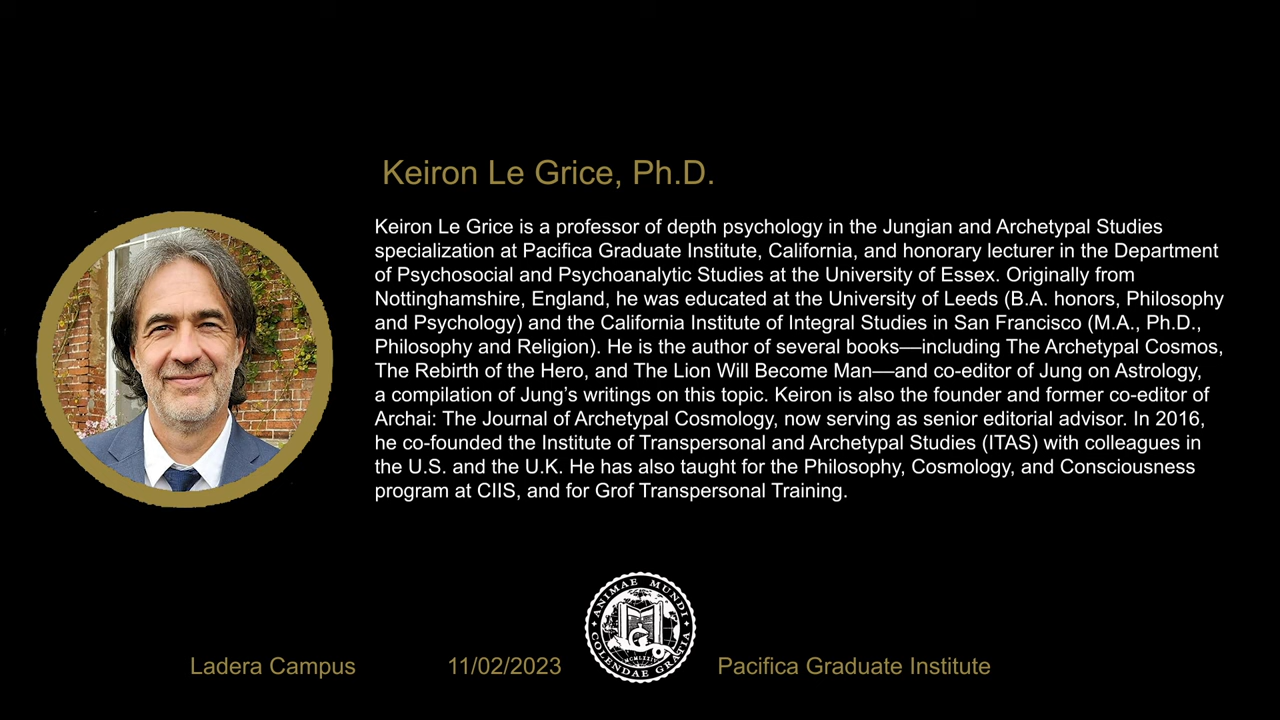 Keiron Le Grice, Ph.D.
Keiron Le Grice is a professor of depth psychology in the Jungian and Archetypal Studies
specialization at Pacifica Graduate Institute, California, and honorary lecturer in the Department
of Psychosocial and Psychoanalytic Studies at the University of Essex. Originally from
Nottinghamshire, England, he was educated at the University of Leeds (B.A. honors, Philosophy
and Psychology) and the California Institute of Integral Studies in San Francisco (M.A., Ph.D.,
Philosophy and Religion). He is the author of several books—including The Archetypal Cosmos,
The Rebirth of the Hero, and The Lion Will Become Man—and co-editor of Jung on Astrology,
a compilation of Jung’s writings on this topic. Keiron is also the founder and former co-editor of
Archai: The Journal of Archetypal Cosmology, now serving as senior editorial advisor. In 2016,
he co-founded the Institute of Transpersonal and Archetypal Studies (ITAS) with colleagues in
the U.S. and the U.K. He has also taught for the Philosophy, Cosmology, and Consciousness
program at CIIS, and for Grof Transpersonal Training.
ANIMAE MUNDI
COLENDAE GRATIA
Ladera Campus 11/02/2023 Pacifica Graduate Institute